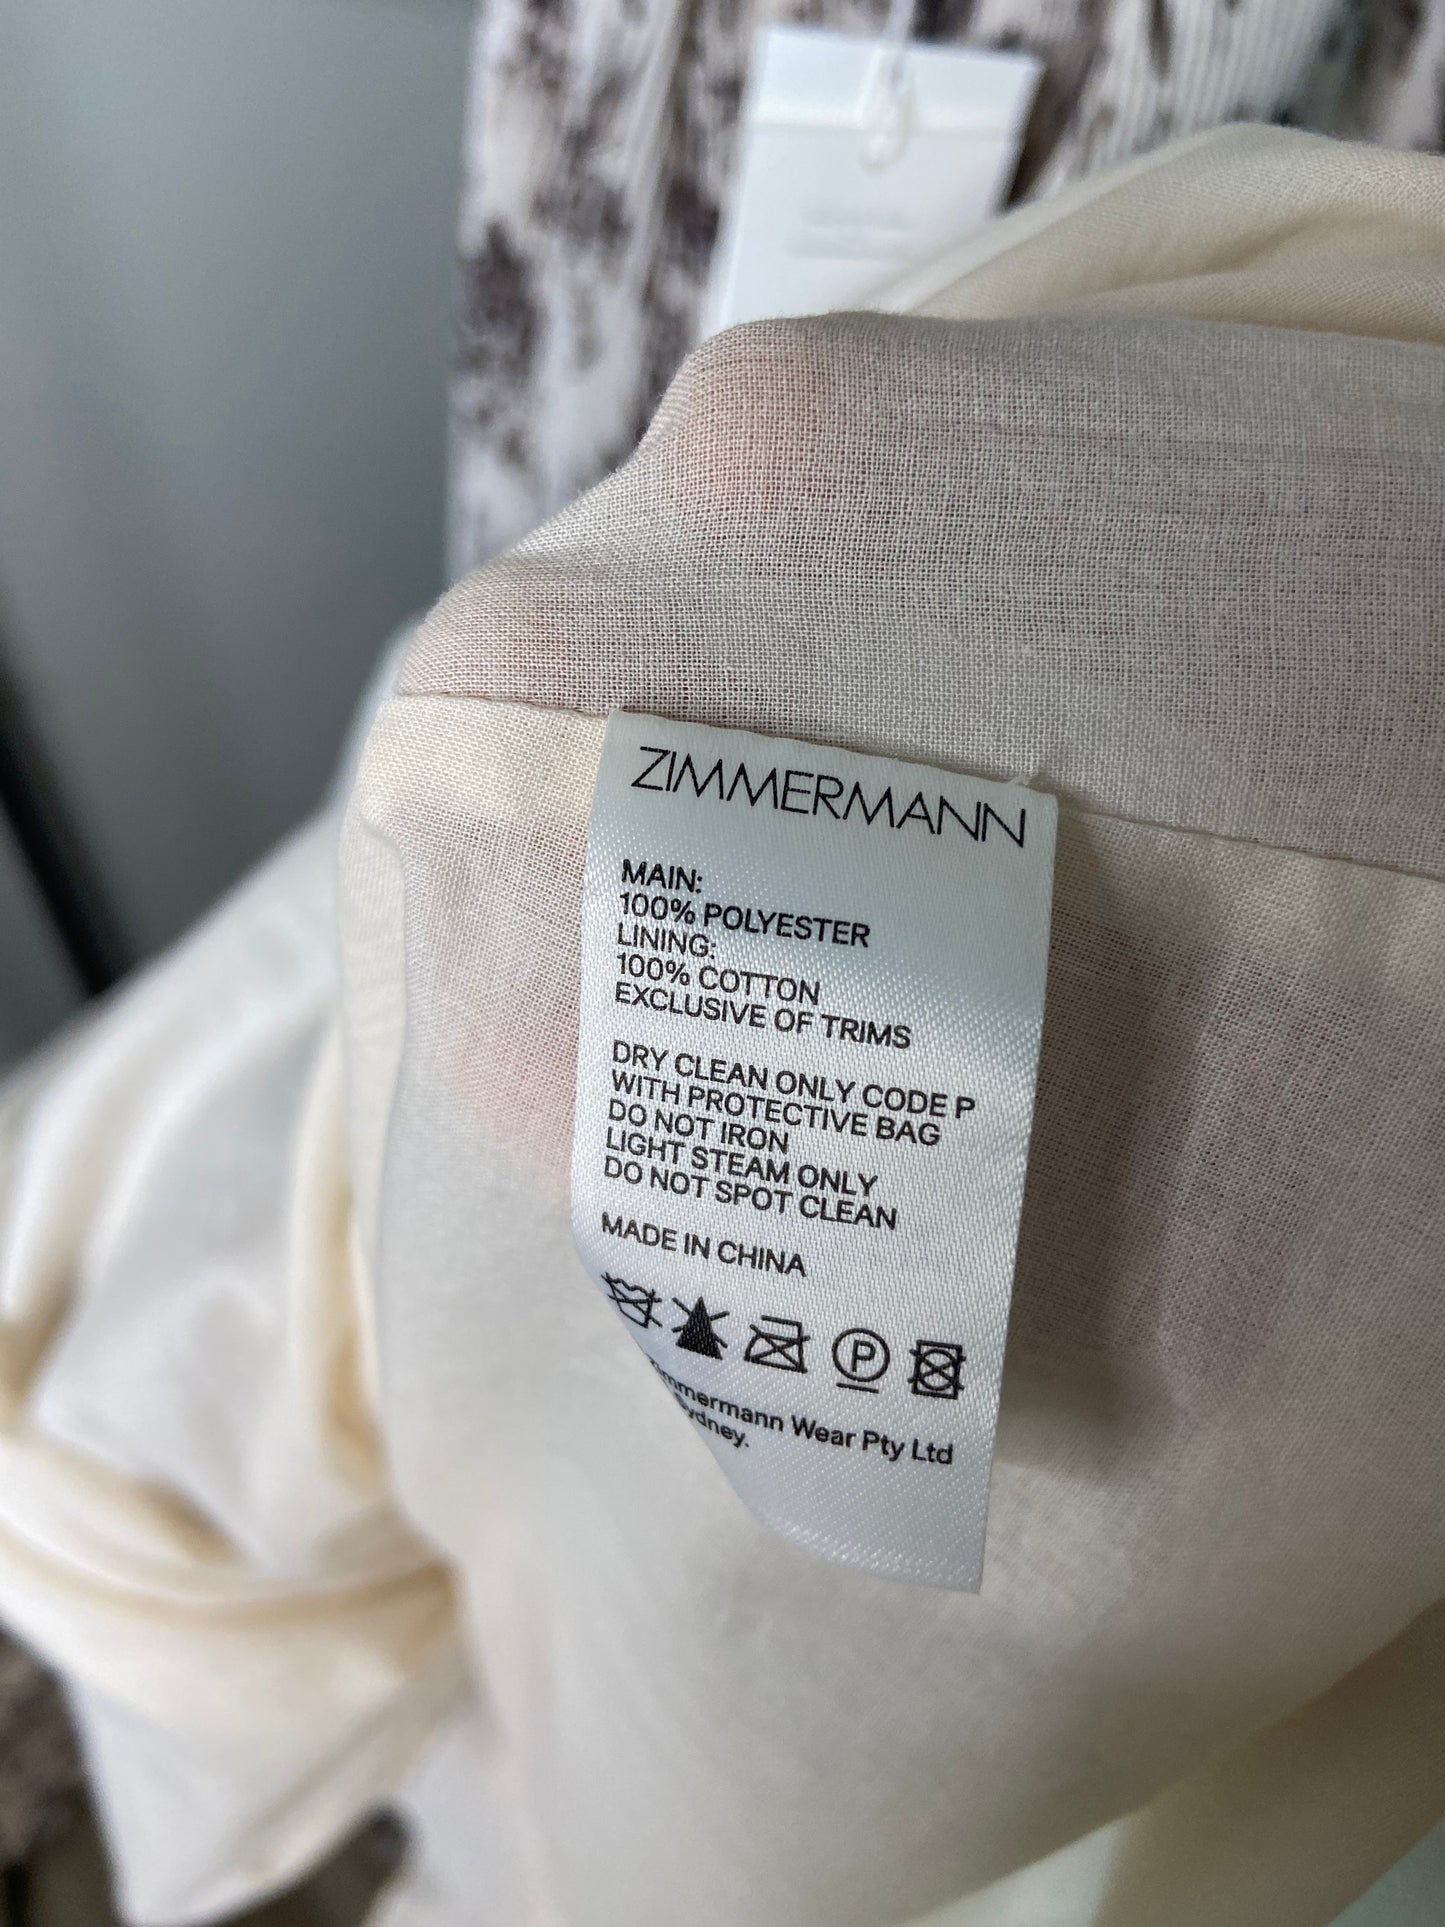 ZIMMERMANN
MAIN:
100% POLYESTER
LINING:
100% COTTON
EXCLUSIVE OF TRIMS
DRY CLEAN ONLY CODE P
WITH PROTECTIVE BAG
DO NOT IRON
LIGHT STEAM ONLY
DO NOT SPOT CLEAN
MADE IN CHINA
P
Wear Pty Ltd